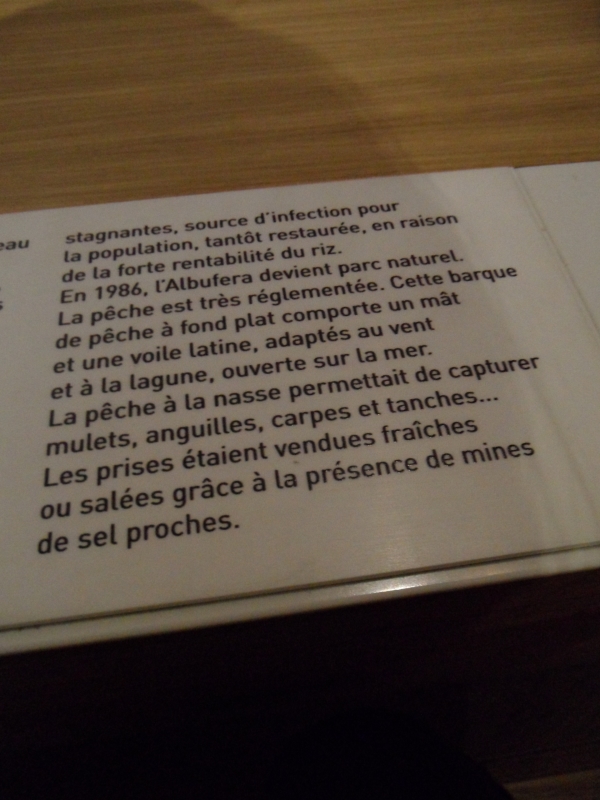 eau
s
stagnantes, source d'infection pour
la population, tantôt restaurée, en raison
de la forte rentabilité du riz.
En 1986, l'Albufera devient parc naturel.
La pêche est très réglementée. Cette barque
de pêche à fond plat comporte un mât
et une voile latine, adaptés au vent
et à la lagune, ouverte sur la mer.
La pêche à la nasse permettait de capturer
mulets, anguilles, carpes et tanches...
Les prises étaient vendues fraîches
ou salées grâce à la présence de mines
de sel proches.